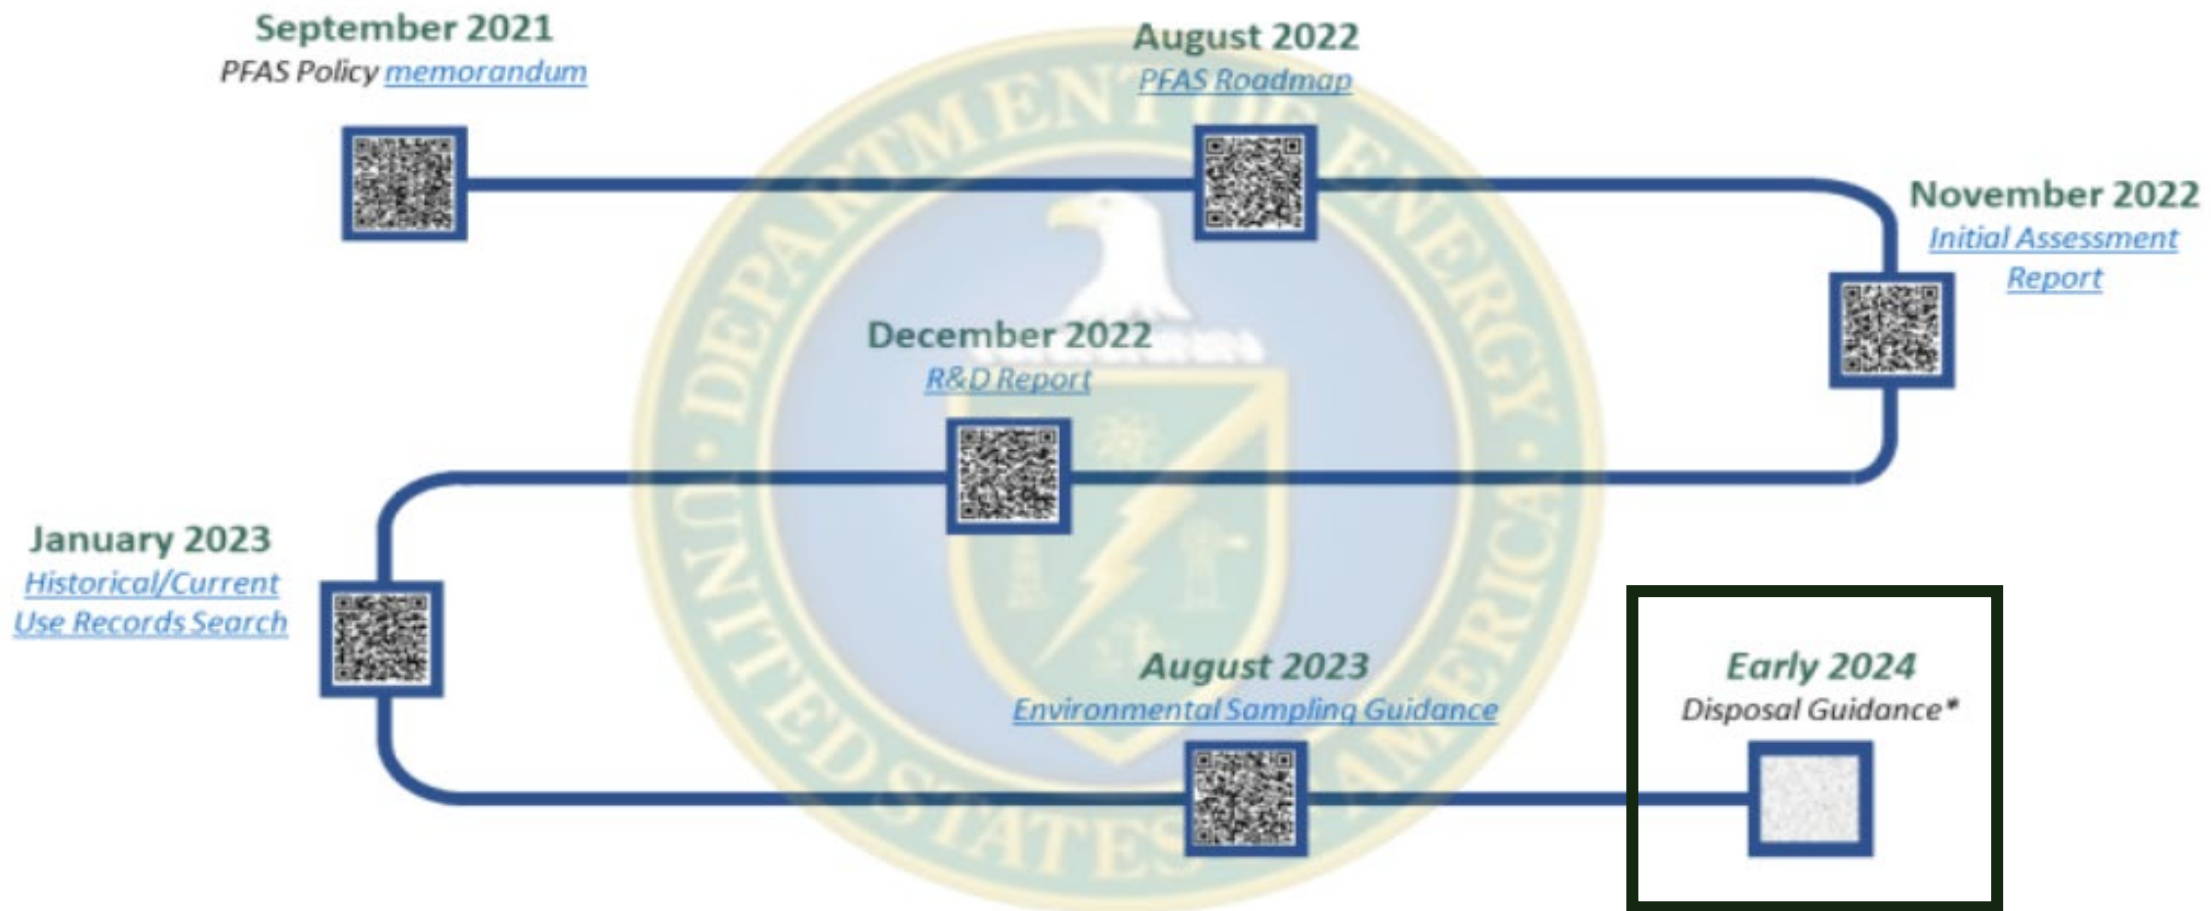 September 2021
PFAS Policy memorandum
August 2022
PFAS Roadmap
November 2022
Initial Assessment
Report
December 2022
R&D Report
January 2023
Historical/Current
Use Records Search
August 2023
Environmental Sampling Guidance
Early 2024
Disposal Guidance*
DEPARTMENT OF ENERGY
UNITED STATES OF AMERICA